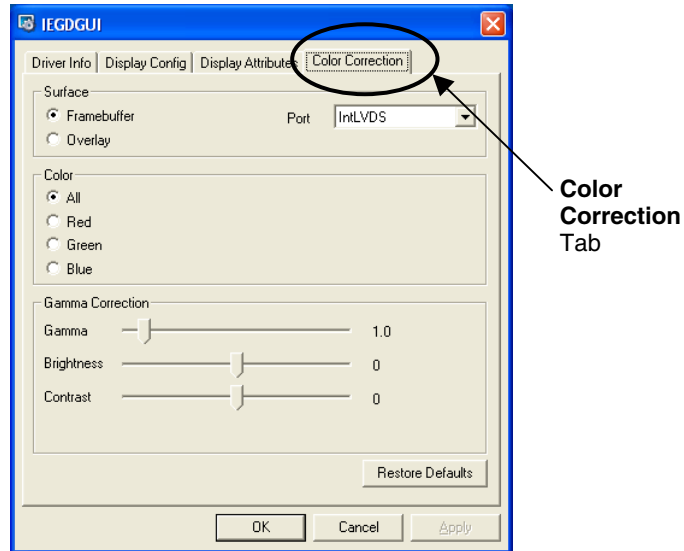 IEGDGUI
Driver Info Display Config Display Attributes Color Correction
Surface
Framebuffer Port IntLVDS
Overlay
Color
All
Red
Green
Blue
Gamma Correction
Gamma 1.0
Brightness 0
Contrast 0
Restore Defaults
OK Cancel Apply
Color
Correction
Tab